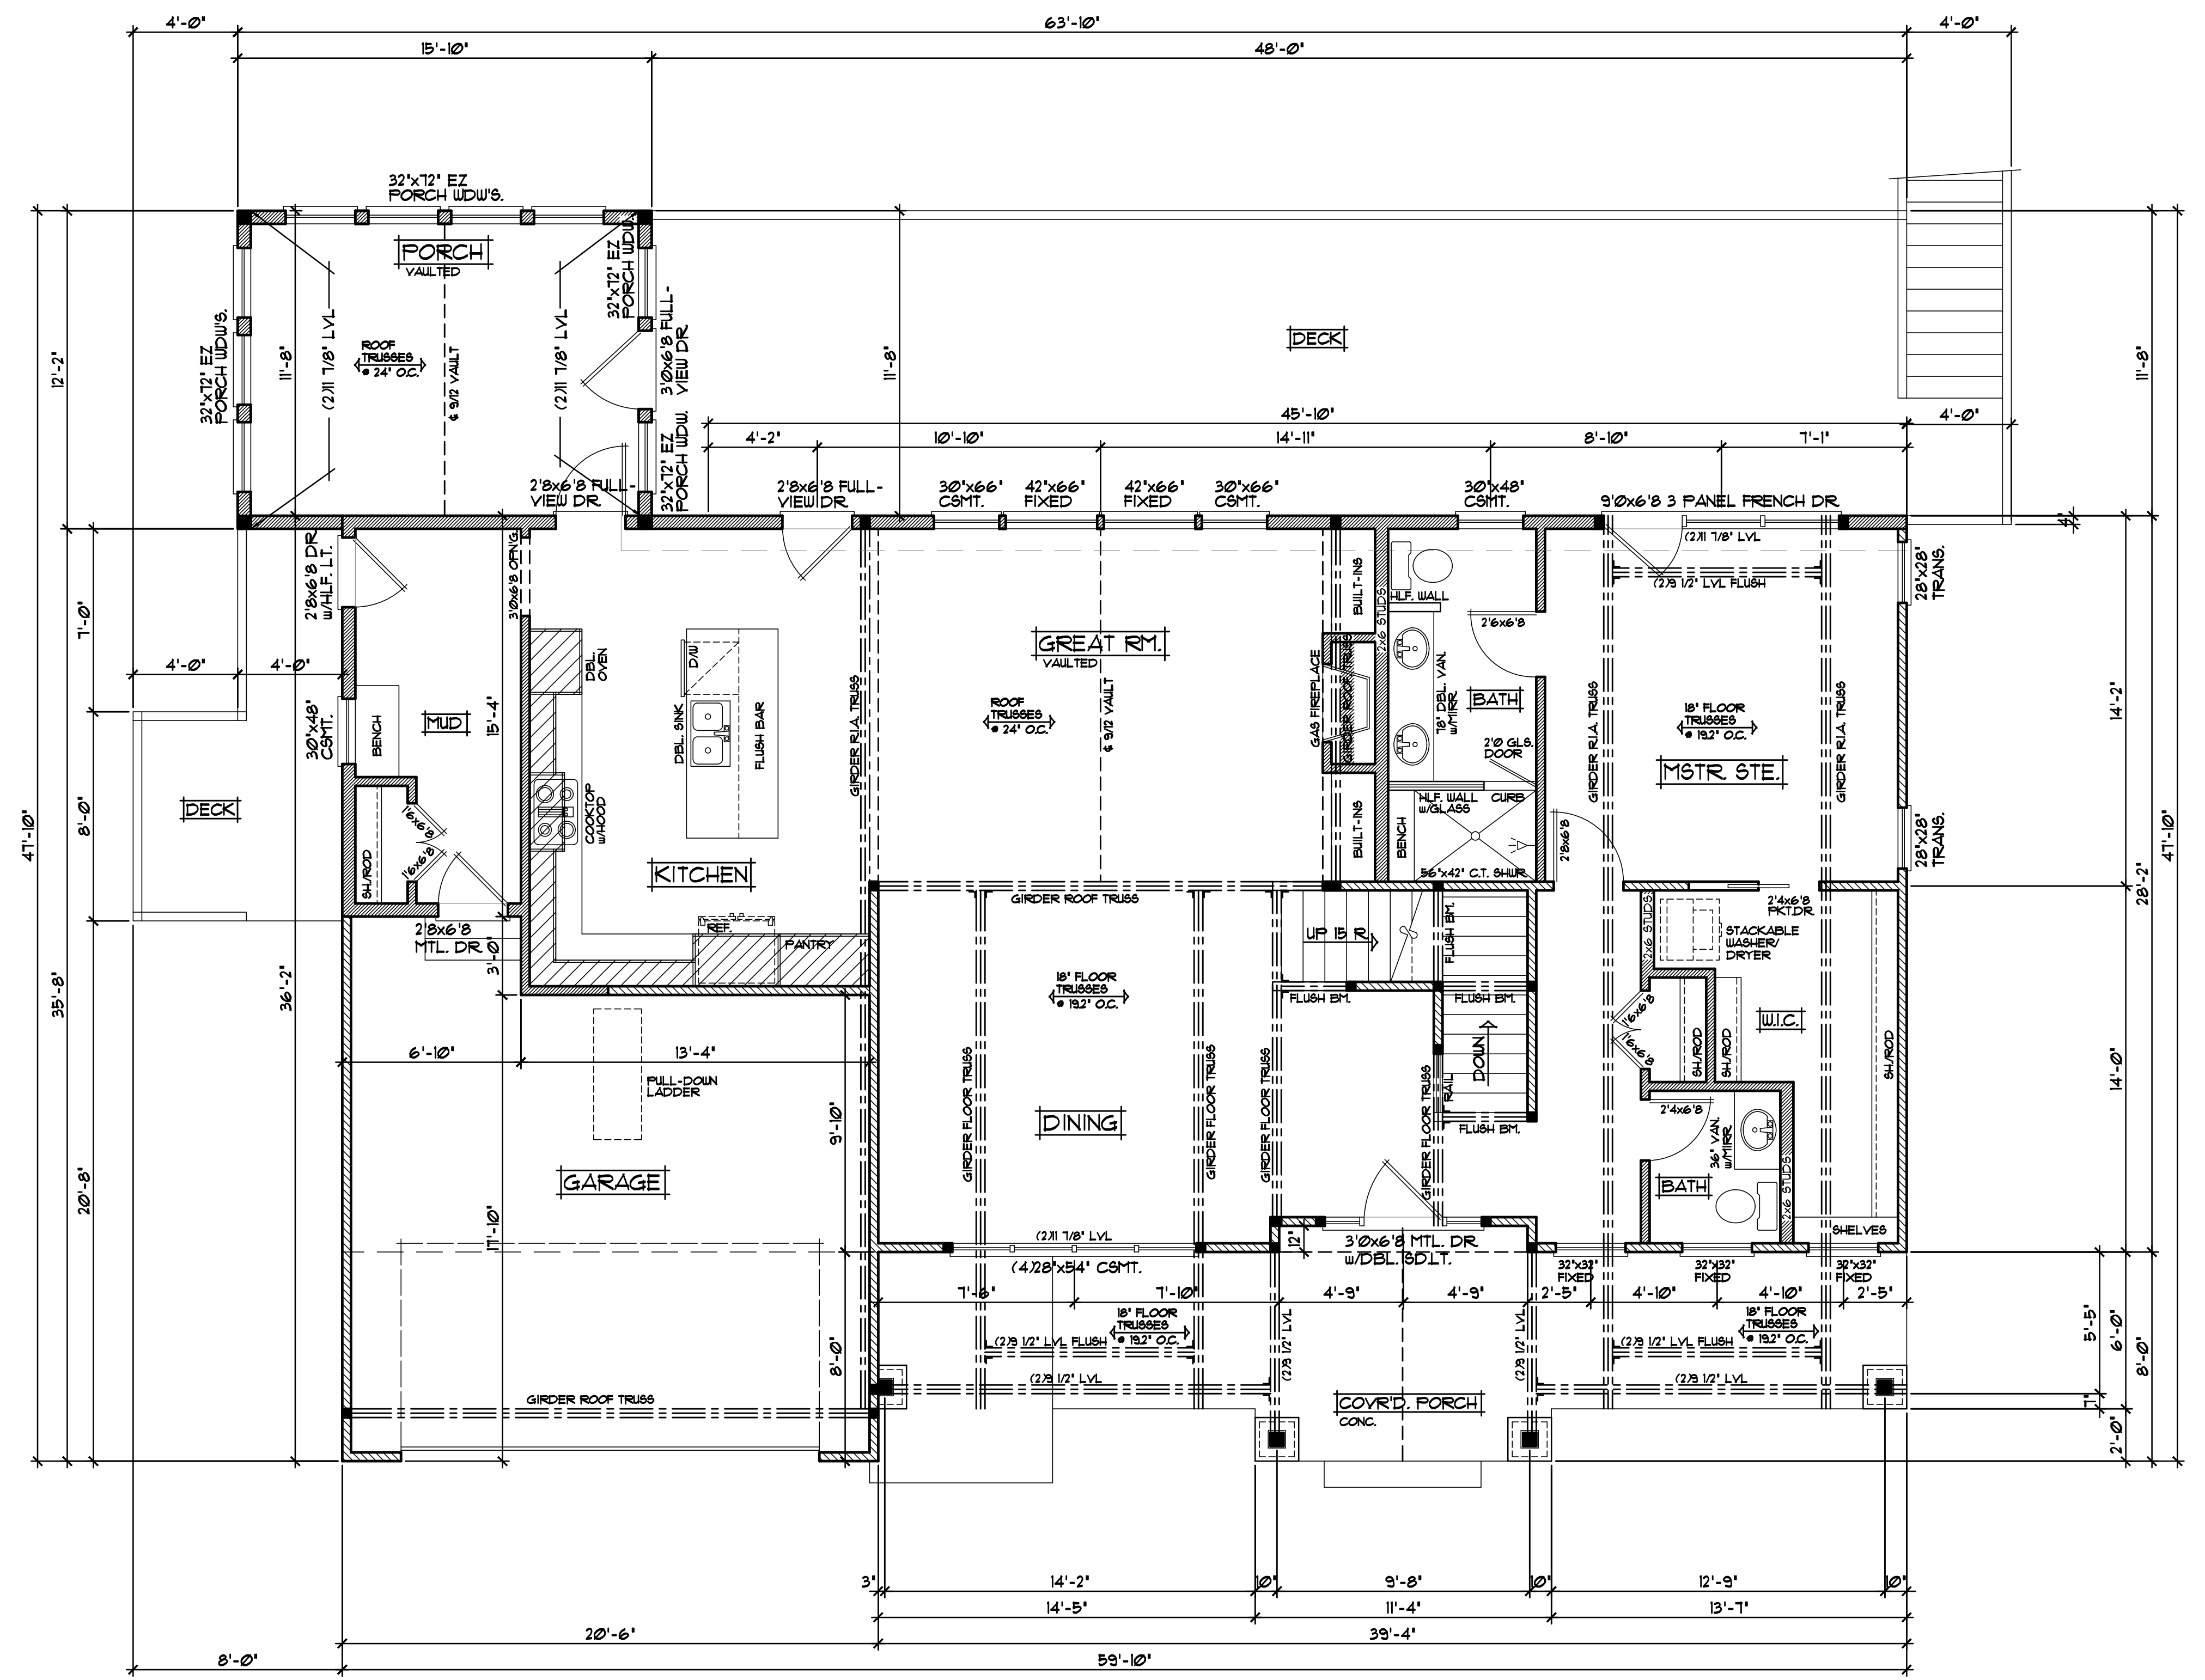 4'-0"
63'-10"
4'-0"
15'-10"
48'-0"
32"x72" EZ
PORCH WDW'S.
PORCH
VAULTED
32"x72" EZ
PORCH WDW.
32"x72" EZ
PORCH WDW'S.
12'-2"
11'-8"
(2)11 7/8" LVL
ROOF
TRUSSES
@ 24" O.C.
℄ 9/12 VAULT
(2)11 7/8" LVL
3'0x6'8 FULL-
VIEW DR.
32"x72" EZ
PORCH WDW.
11'-8"
DECK
11'-8"
45'-10"
4'-0"
4'-2"
10'-10"
14'-11"
8'-10"
7'-1"
2'8x6'8 FULL-
VIEW DR.
2'8x6'8 FULL-
VIEW DR.
30"x66"
CSMT.
42"x66"
FIXED
42"x66"
FIXED
30"x66"
CSMT.
30"x48"
CSMT.
9'0x6'8 3 PANEL FRENCH DR.
4"
(2)11 7/8" LVL
(2)9 1/2" LVL FLUSH
28"x28"
TRANS.
2'8x6'8 DR.
w/HLF. LT.
3'0x6'8 OPN'G.
7'-0"
4'-0"
4'-0"
30"x48"
CSMT.
BENCH
MUD
15'-4"
DBL.
OVEN
D/W
DBL. SINK
FLUSH BAR
GIRDER R.I.A. TRUSS
GREAT RM.
VAULTED
ROOF
TRUSSES
@ 24" O.C.
℄ 9/12 VAULT
BUILT-INS
GAS FIREPLACE
GIRDER ROOF TRUSS
2x6 STUDS
BUILT-INS
HLF. WALL
2'6x6'8
78" DBL. VAN.
w/MIRR.
BATH
2'0 GLS.
DOOR
HLF. WALL
w/GLASS
CURB
BENCH
56"x42" C.T. SHWR.
2'8x6'8
GIRDER R.I.A. TRUSS
18" FLOOR
TRUSSES
@ 19.2" O.C.
MSTR. STE.
GIRDER R.I.A. TRUSS
28"x28"
TRANS.
14'-2"
47'-10"
28'-2"
47'-10"
8'-0"
DECK
SH./ROD
1'6x6'8
1'6x6'8
COOKTOP
w/HOOD
KITCHEN
2'8x6'8
MTL. DR.
3'-0"
REF.
PANTRY
GIRDER ROOF TRUSS
UP 15 R
FLUSH BM.
FLUSH BM.
FLUSH BM.
2'4x6'8
PKT.DR.
2x6 STUDS
STACKABLE
WASHER/
DRYER
35'-8"
36'-2"
18" FLOOR
TRUSSES
@ 19.2" O.C.
1'6x6'8
1'6x6'8
SH./ROD
SH./ROD
W.I.C.
SH./ROD
14'-0"
6'-10"
13'-4"
PULL-DOWN
LADDER
GIRDER FLOOR TRUSS
GIRDER FLOOR TRUSS
GIRDER FLOOR TRUSS
GIRDER FLOOR TRUSS
DOWN
RAIL
FLUSH BM.
DINING
9'-10"
20'-8"
GARAGE
17'-10"
2'4x6'8
36" VAN.
w/MIRR.
BATH
2x6 STUDS
SHELVES
(2)11 7/8" LVL
(4)28"x54" CSMT.
12"
3'0x6'8 MTL. DR.
w/DBL. SD.LT.
32"x32"
FIXED
32"x32"
FIXED
32"x32"
FIXED
7'-6"
7'-10"
4'-9"
4'-9"
2'-5"
4'-10"
4'-10"
2'-5"
8'-0"
18" FLOOR
TRUSSES
@ 19.2" O.C.
(2)9 1/2" LVL FLUSH
(2)9 1/2" LVL
(2)9 1/2" LVL
(2)9 1/2" LVL
18" FLOOR
TRUSSES
@ 19.2" O.C.
(2)9 1/2" LVL FLUSH
(2)9 1/2" LVL
5'-5"
6'-0"
8'-0"
7"
2'-0"
GIRDER ROOF TRUSS
COVR'D. PORCH
CONC.
3"
14'-2"
10"
9'-8"
10"
12'-9"
10"
14'-5"
11'-4"
13'-7"
20'-6"
39'-4"
8'-0"
59'-10"